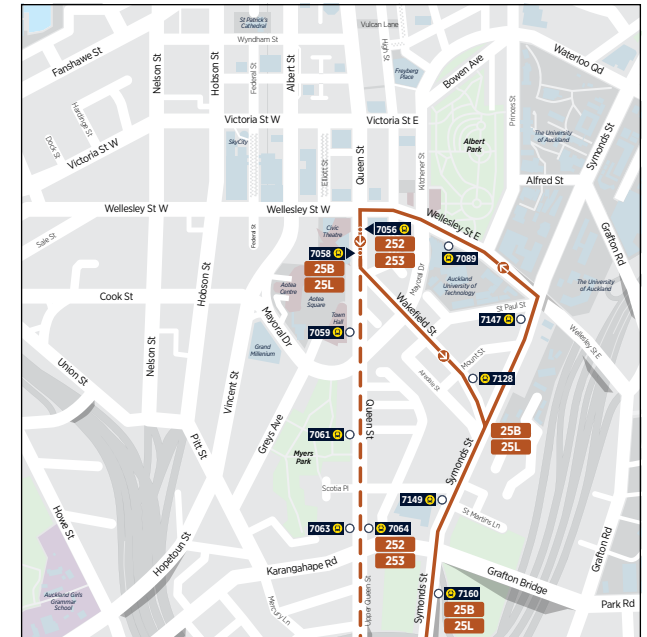 St Patrick's
Cathedral
Vulcan Lane
Wyndham St
High St
Fanshawe St
Nelson St
Hobson St
Federal St
Albert St
Freyberg
Place
Bowen Ave
Waterloo Qd
Hardinge St
Dock St
Victoria St W
Victoria St W
Victoria St E
Princes St
The University
of Auckland
Symonds St
SkyCity
Elliott St
Queen St
Kitchener St
Albert
Park
Alfred St
Wellesley St W
Wellesley St W
Wellesley St E
Sale St
Federal St
Civic
Theatre
7056
252
253
7058
25B
25L
7089
Grafton Rd
Hobson St
Aotea
Centre
Aotea
Square
Mayoral Dr
Auckland
University of
Technology
The University
of Auckland
Cook St
Town
Hall
Wakefield St
St Paul St
7147
Mayoral Dr
7059
Wellesley St E
Nelson St
Grand
Millenium
Mount St
Union St
Airedale St
7128
Vincent St
Queen St
Greys Ave
7061
25B
25L
Pitt St
Myers
Park
Symonds St
Scotia Pl
7149
St Martins Ln
Howe St
7063
7064
252
253
Hopetoun St
Karangahape Rd
Grafton Rd
Grafton Bridge
Auckland Girls
Grammar
School
Mercury Ln
Upper Queen St
Symonds St
7160
25B
25L
Park Rd